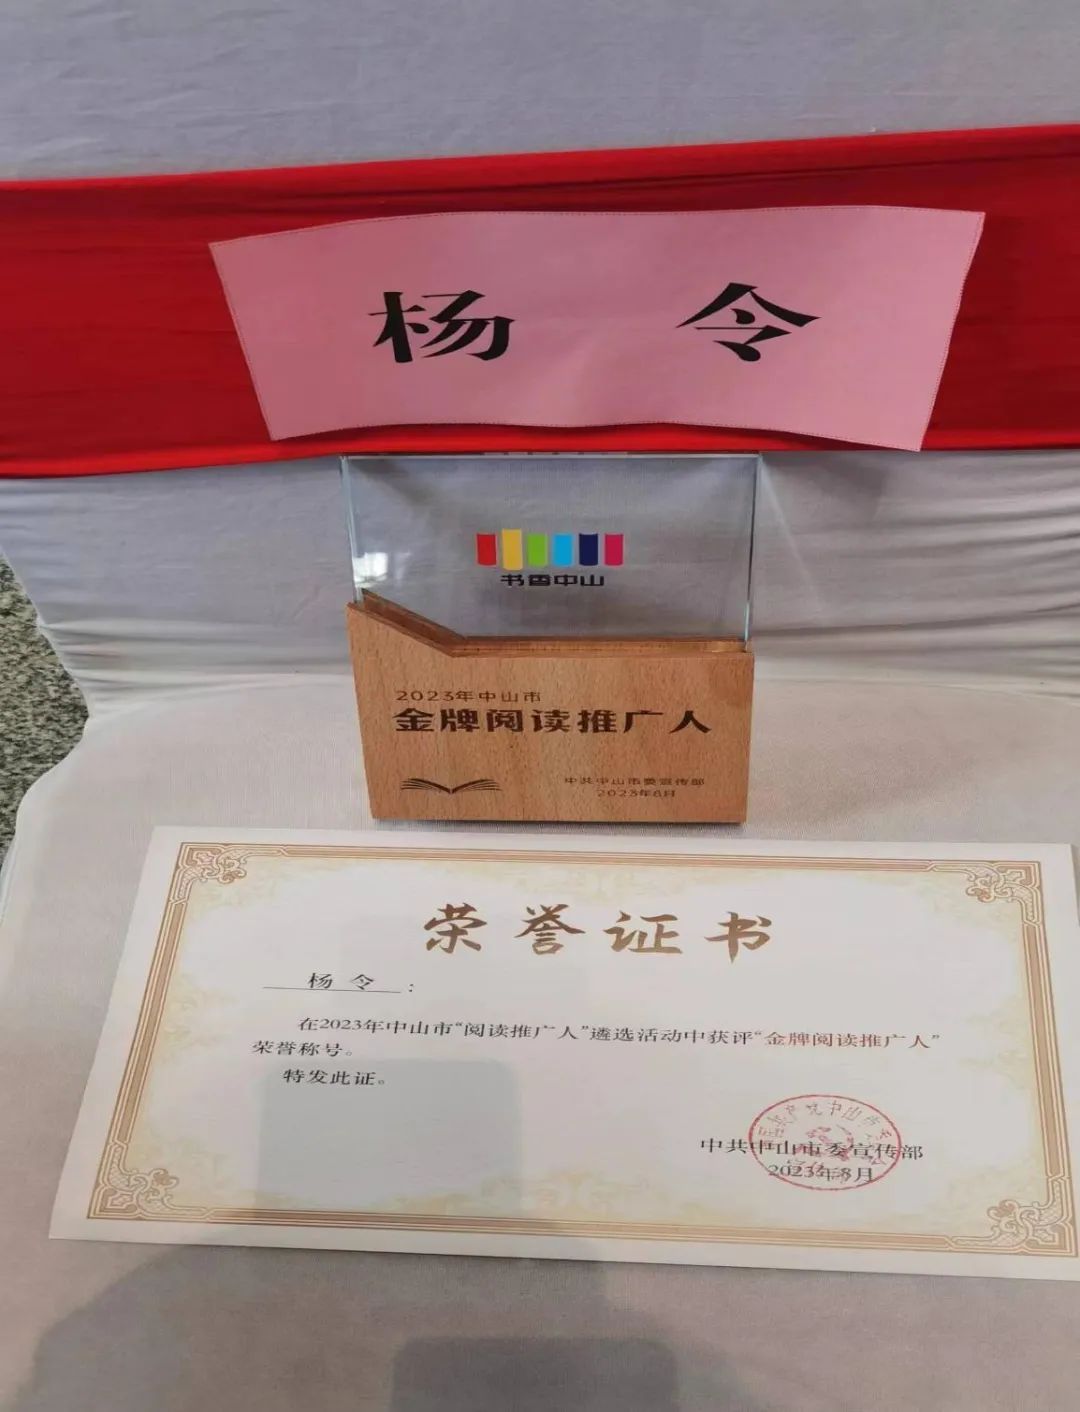 杨 令
书香中山
2023年中山市
金牌阅读推广人
中共中山市委宣传部
2023年8月
荣誉证书
杨 令：
在2023年中山市“阅读推广人”遴选活动中获评“金牌阅读推广人”
荣誉称号。
特发此证。
中共中山市委宣传部
2023年8月